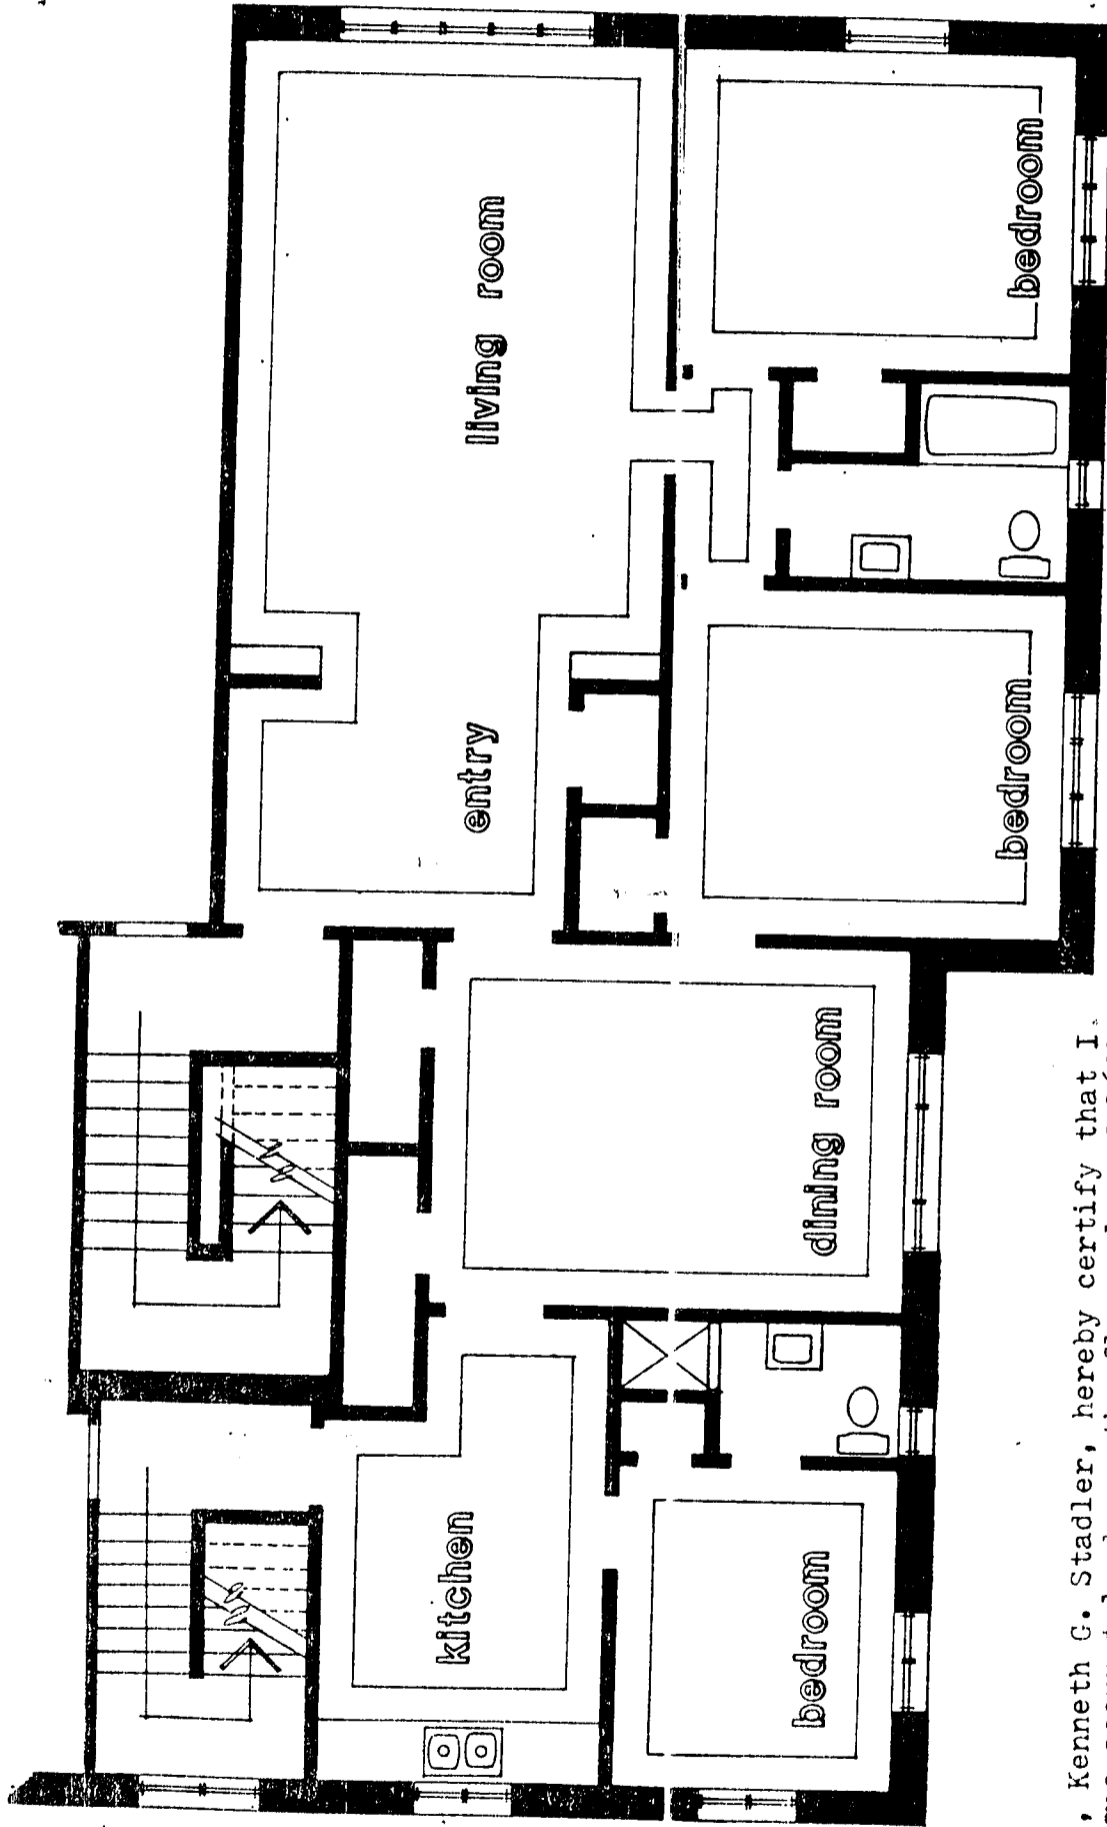 living room
bedroom
entry
bedroom
dining room
kitchen
bedroom
, Kenneth G. Stadler, hereby certify that I